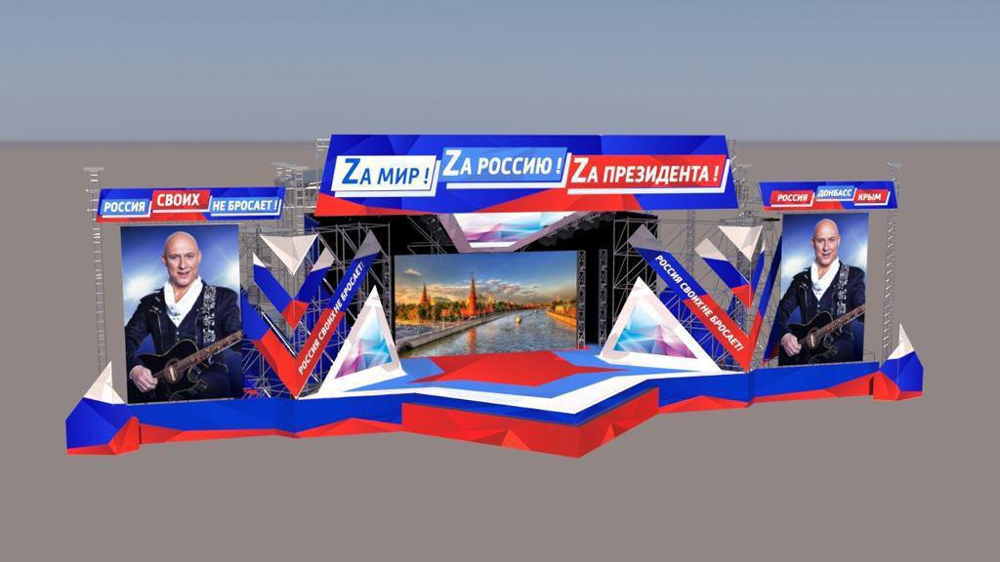 Zа мир!
Zа Россию!
Zа Президента!
РОССИЯ СВОИХ НЕ БРОСАЕТ!
РОССИЯ ДОНБАСС КРЫМ
РОССИЯ СВОИХ НЕ БРОСАЕТ!
РОССИЯ СВОИХ НЕ БРОСАЕТ!